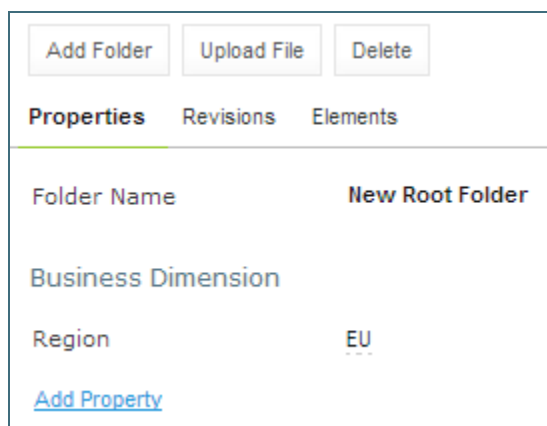 Add Folder Upload File Delete
Properties Revisions Elements
Folder Name New Root Folder
Business Dimension
Region EU
Add Property